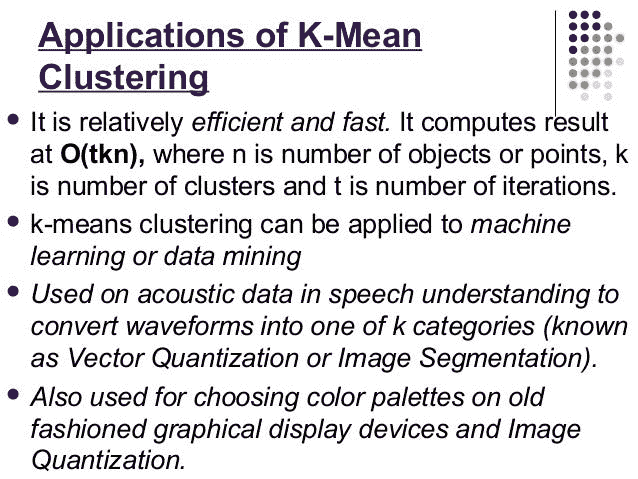 Applications of K-Mean
Clustering
It is relatively efficient and fast. It computes result
at O(tkn), where n is number of objects or points, k
is number of clusters and t is number of iterations.
k-means clustering can be applied to machine
learning or data mining
Used on acoustic data in speech understanding to
convert waveforms into one of k categories (known
as Vector Quantization or Image Segmentation).
Also used for choosing color palettes on old
fashioned graphical display devices and Image
Quantization.